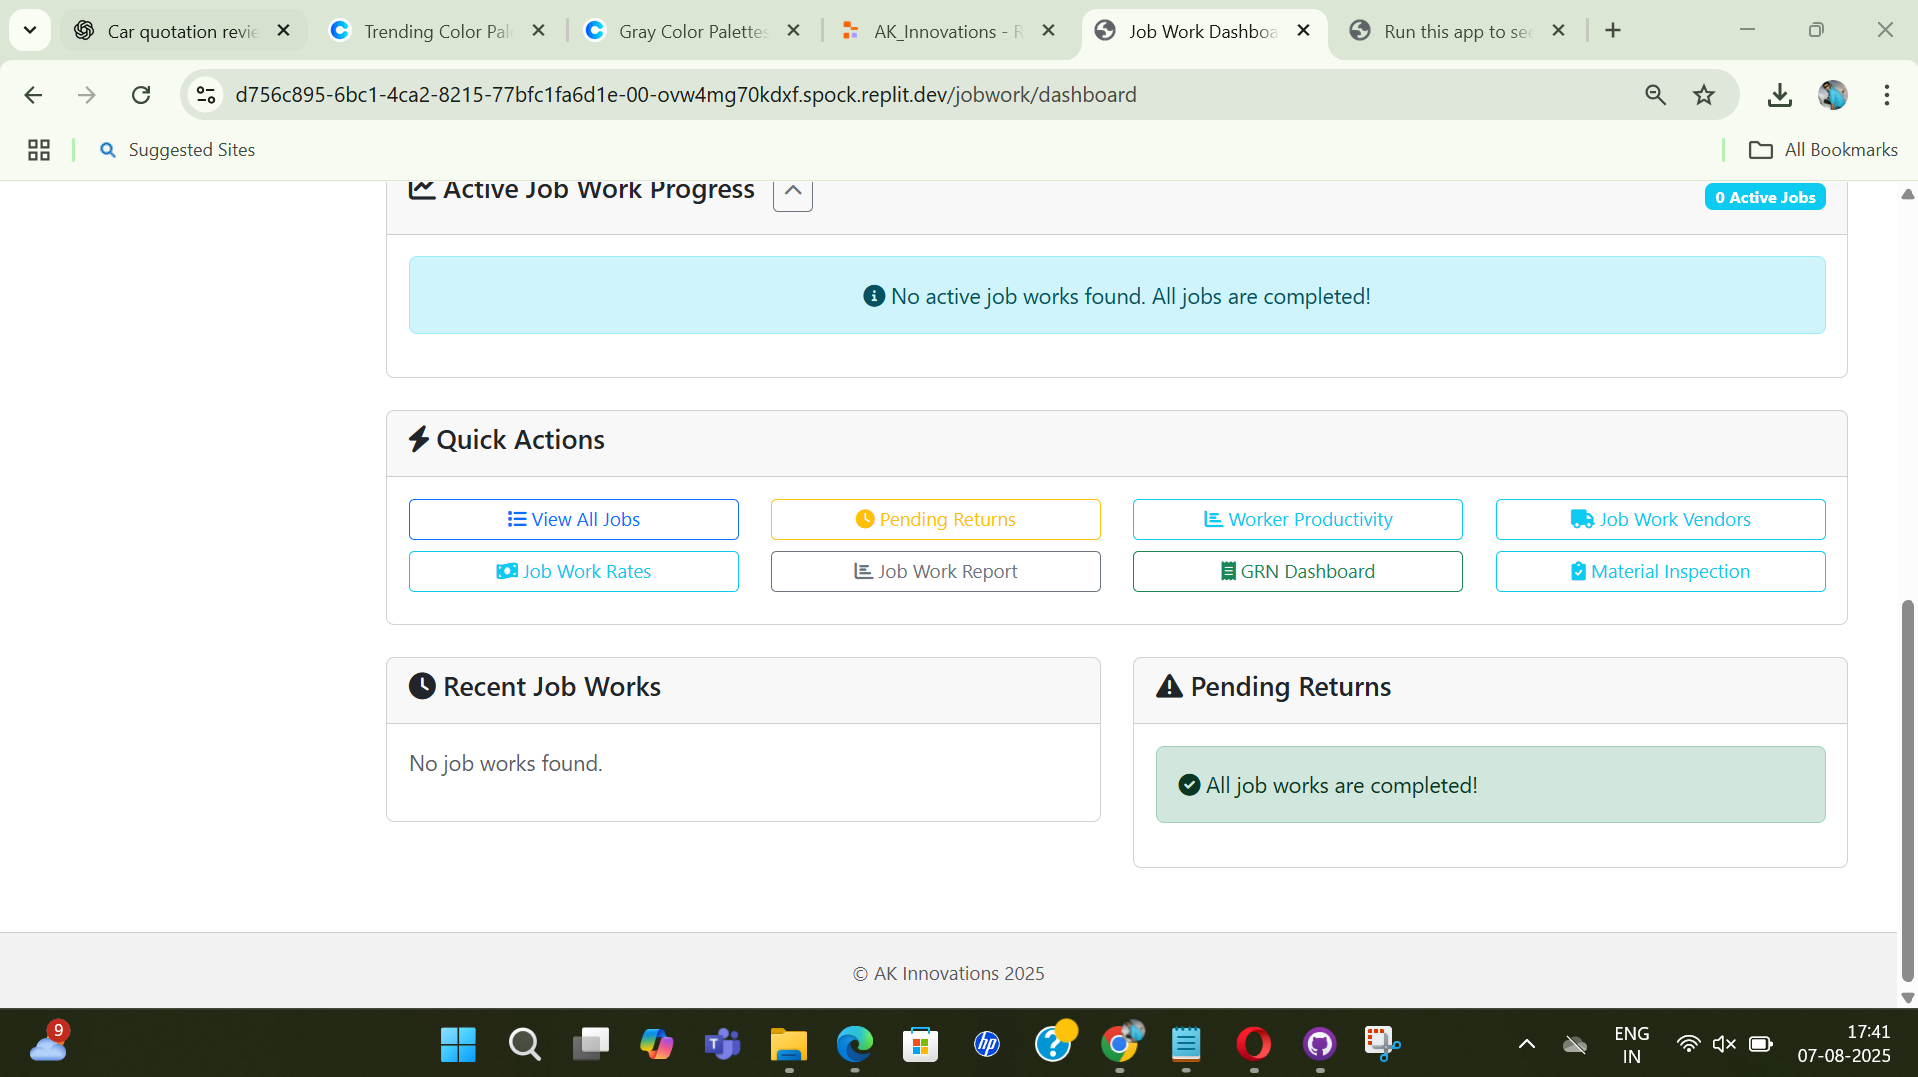 Car quotation revie
Trending Color Pal
Gray Color Palettes
AK_Innovations - R
Job Work Dashboa
Run this app to see
d756c895-6bc1-4ca2-8215-77bfc1fa6d1e-00-ovw4mg70kdxf.spock.replit.dev/jobwork/dashboard
Suggested Sites
All Bookmarks
Active Job Work Progress
0 Active Jobs
No active job works found. All jobs are completed!
Quick Actions
View All Jobs
Pending Returns
Worker Productivity
Job Work Vendors
Job Work Rates
Job Work Report
GRN Dashboard
Material Inspection
Recent Job Works
Pending Returns
No job works found.
All job works are completed!
© AK Innovations 2025
9
hp
ENG
IN
17:41
07-08-2025